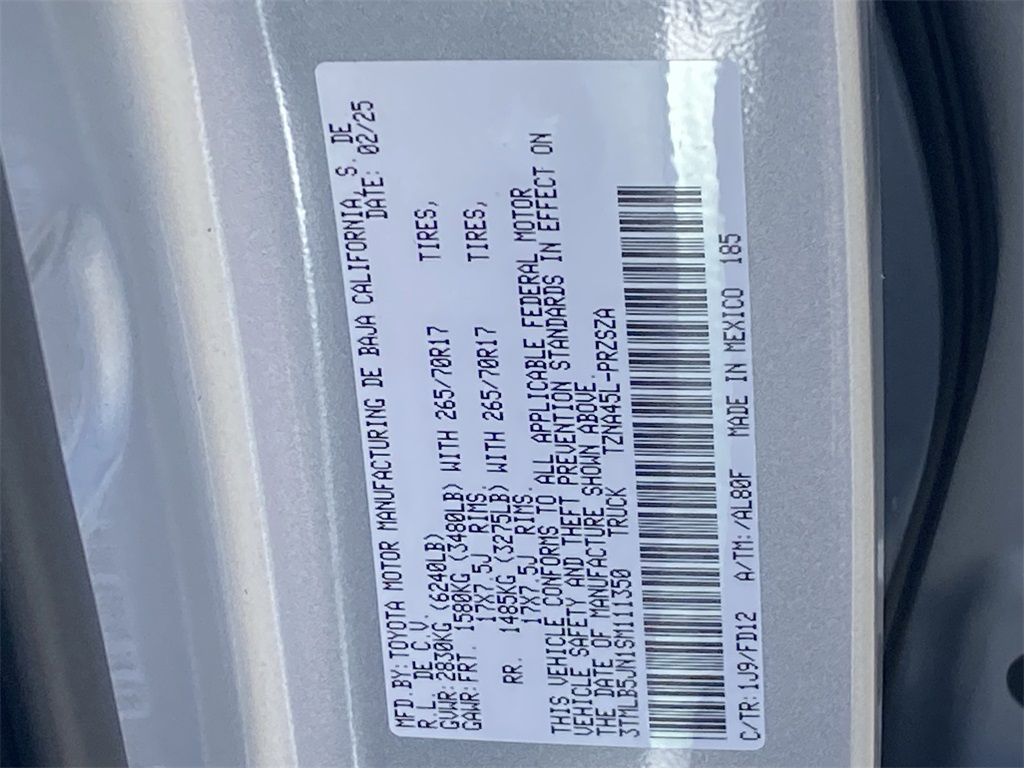 MFD.BY:TOYOTA MOTOR MANUFACTURING DE BAJA CALIFORNIA, S. DE
R.L. DE C.V. DATE: 02/25
GVWR:2830KG (6240LB)
GAWR:FRT. 1580KG (3480LB) WITH 265/70R17 TIRES,
17X7.5J RIMS,
RR. 1485KG (3275LB) WITH 265/70R17 TIRES,
17X7.5J RIMS.
THIS VEHICLE CONFORMS TO ALL APPLICABLE FEDERAL MOTOR
VEHICLE SAFETY AND THEFT PREVENTION STANDARDS IN EFFECT ON
THE DATE OF MANUFACTURE SHOWN ABOVE.
3TMLB5JN1SM111350 TRUCK TZNA45L-PRZSZA
C/TR:1J9/FD12 A/TM:/AL80F MADE IN MEXICO 185